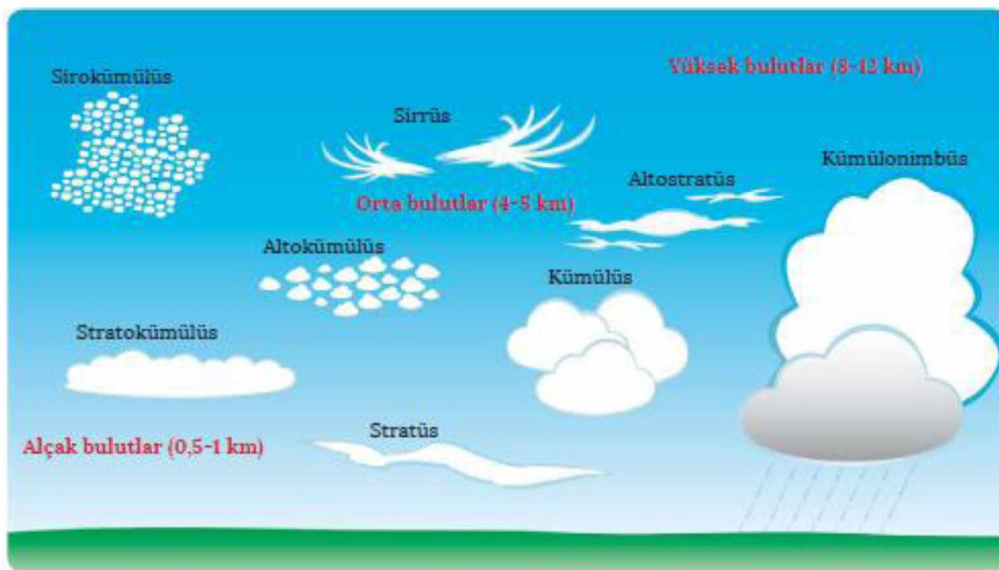 Yüksek bulutlar (8-12 km)
Sirokümülüs
Sirrüs
Kümülonimbüs
Altostratüs
Orta bulutlar (4-5 km)
Altokümülüs
Kümülüs
Stratokümülüs
Stratüs
Alçak bulutlar (0,5-1 km)